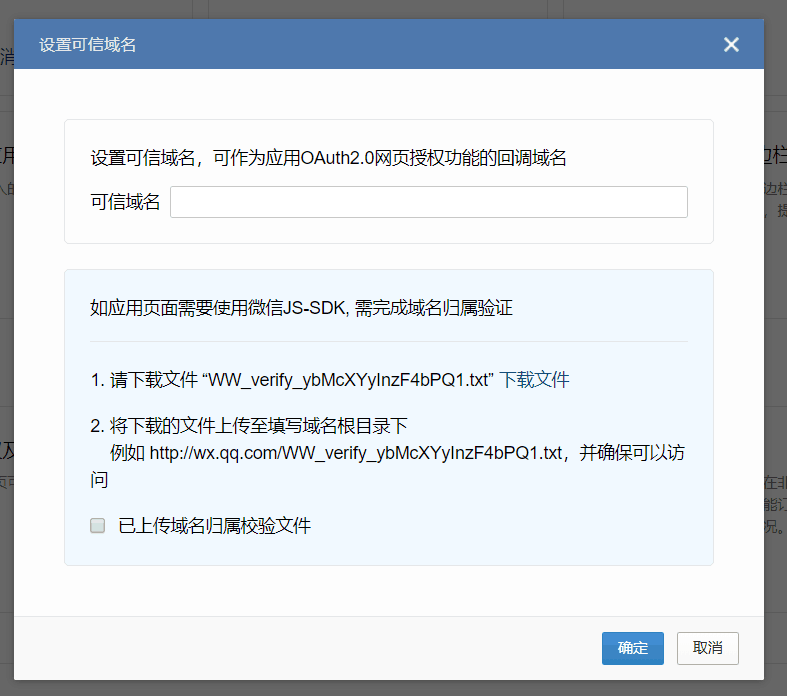 设置可信域名
设置可信域名，可作为应用OAuth2.0网页授权功能的回调域名
可信域名
如应用页面需要使用微信JS-SDK, 需完成域名归属验证
1. 请下载文件 “WW_verify_ybMcXYyInzF4bPQ1.txt” 下载文件
2. 将下载的文件上传至填写域名根目录下
例如 http://wx.qq.com/WW_verify_ybMcXYyInzF4bPQ1.txt，并确保可以访
问
已上传域名归属校验文件
确定 取消